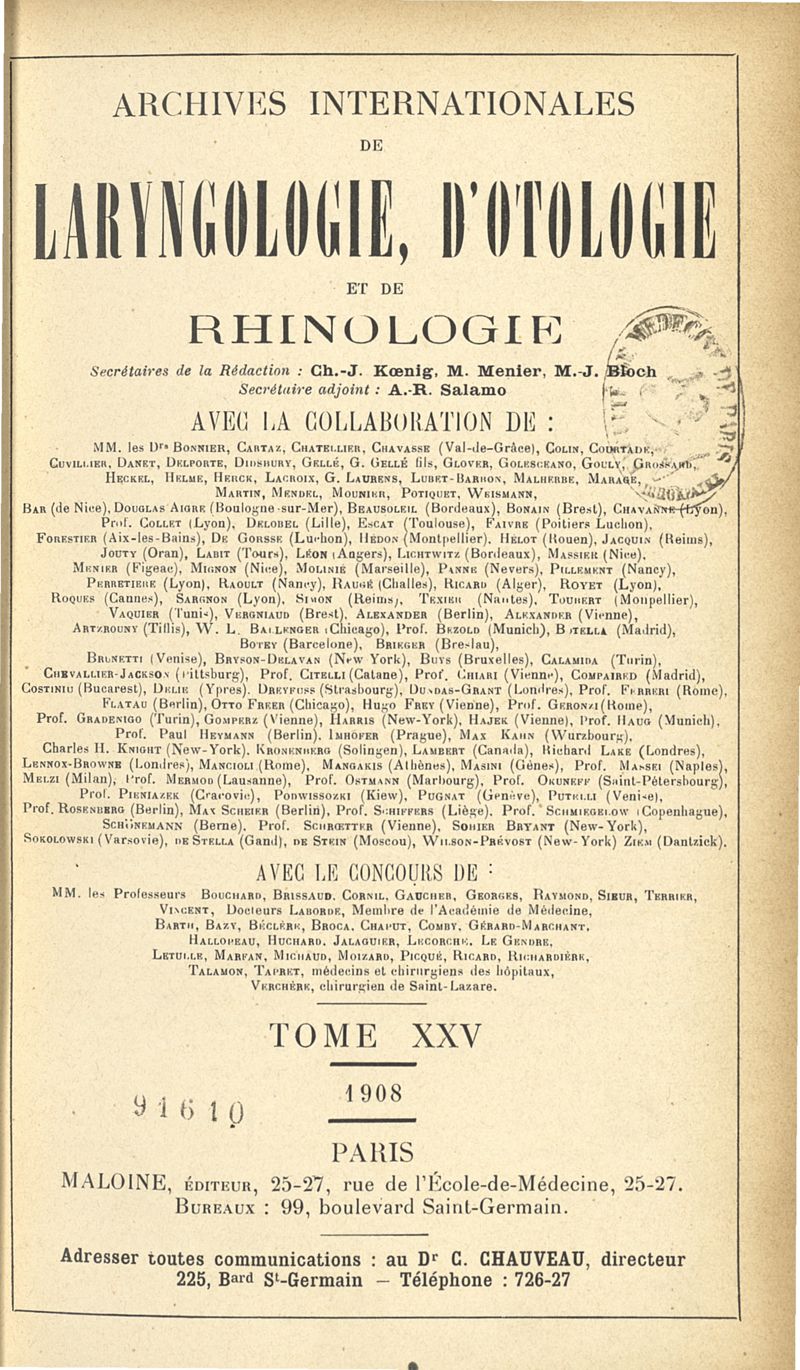 ARCHIVES INTERNATIONALES
DE
LARYNGOLOGIE, D'OTOLOGIE
ET DE
RHINOLOGIE
Secrétaires de la Rédaction : Ch.-J. Kœnig, M. Menier, M.-J. Bloch
Secrétaire adjoint : A.-R. Salamo
AVEC LA COLLABORATION DE :
MM. les Drs BONNIER, CARTAZ, CHATELLIER, CHAVASSE (Val-de-Grâce), COLIN, COURTADE,
CUVILLIER, DANET, DELPORTE, DIDSBURY, GELLÉ, G. GELLÉ fils, GLOVER, GOLESCEANO, GOULY, GROSSARD,
HECKEL, HELME, HERCK, LACROIX, G. LAURENS, LUBET-BARBON, MALHERBE, MARAGE,
MARTIN, MENDEL, MOUNIER, POTIQUET, WEISMANN,
BAR (de Nice), DOUGLAS AIGRE (Boulogne-sur-Mer), BEAUSOLEIL (Bordeaux), BONAIN (Brest), CHAVANNE (Lyon),
Prof. COLLET (Lyon), DELOBEL (Lille), ESCAT (Toulouse), FAIVRE (Poitiers Luchon),
FORESTIER (Aix-les-Bains), DE GORSSE (Luchon), HÉDON (Montpellier), HÉLOT (Rouen), JACQUIN (Reims),
JOUTY (Oran), LABIT (Tours), LÉON (Angers), LICHTWITZ (Bordeaux), MASSIER (Nice),
MENIER (Figeac), MIGNON (Nice), MOLINIÉ (Marseille), PANNE (Nevers), PILLEMENT (Nancy),
PERRETIERE (Lyon), RAOULT (Nancy), RAUGÉ (Challes), RICARD (Alger), ROYET (Lyon),
ROQUES (Cannes), SARGNON (Lyon), SIMON (Reims), TEXIER (Nantes), TOUBERT (Monpellier),
VAQUIER (Tunis), VERGNIAUD (Brest), ALEXANDER (Berlin), ALEXANDER (Vienne),
ARTZROUNY (Tiflis), W. L. BALLENGER (Chicago), Prof. BEZOLD (Munich), BOTELLA (Madrid),
BOTEY (Barcelone), BRIEGER (Breslau),
BRUNETTI (Venise), BRYSON-DELAVAN (New York), BUYS (Bruxelles), CALAMIDA (Turin),
CHEVALLIER-JACKSON (Pittsburg), Prof. CITELLI (Catane), Prof. CHIARI (Vienne), COMPAIRED (Madrid),
COSTINIU (Bucarest), DELIE (Ypres), DREYFUSS (Strasbourg), DUNDAS-GRANT (Londres), Prof. FERRERI (Rome),
FLATAU (Berlin), OTTO FREER (Chicago), HUGO FREY (Vienne), Prof. GERONZI (Rome),
Prof. GRADENIGO (Turin), GOMPERZ (Vienne), HARRIS (New-York), HAJEK (Vienne), Prof. HAUG (Munich),
Prof. Paul HEYMANN (Berlin), IMHOFER (Prague), MAX KAHN (Wurzbourg),
Charles H. KNIGHT (New-York), KRONENBERG (Solingen), LAMBERT (Canada), Richard LAKE (Londres),
LENNOX-BROWNE (Londres), MANCIOLI (Rome), MANGAKIS (Athènes), MASINI (Gênes), Prof. MASSEI (Naples),
MELZI (Milan), Prof. MERMOD (Lausanne), Prof. OSTMANN (Marbourg), Prof. OKUNEFF (Saint-Pétersbourg),
Prof. PIENIAZEK (Cracovie), PODWISSOZKI (Kiew), PUGNAT (Genève), PUTELLI (Venise),
Prof. ROSENBERG (Berlin), MAX SCHEIER (Berlin), Prof. SCHIFFERS (Liège), Prof. SCHMIEGELOW (Copenhague),
SCHÖNEMANN (Berne), Prof. SCHRŒTTER (Vienne), SOHIER BRYANT (New-York),
SOKOLOWSKI (Varsovie), DE STELLA (Gand), DE STEIN (Moscou), WILSON-PRÉVOST (New-York) ZIEM (Dantzick).
AVEC LE CONCOURS DE :
MM. les Professeurs BOUCHARD, BRISSAUD, CORNIL, GAUCHER, GEORGES, RAYMOND, SIEUR, TERRIER,
VINCENT, Docteurs LABORDE, Membre de l'Académie de Médecine,
BARTH, BAZY, BÉCLÈRE, BROCA, CHAPUT, COMBY, GÉRARD-MARCHANT,
HALLOPEAU, HUCHARD, JALAGUIER, LECORCHE, LE GENDRE,
LETULLE, MARFAN, MICHAUD, MOIZARD, PICQUÉ, RICARD, RICHARDIÈRE,
TALAMON, TAPRET, médecins et chirurgiens des hôpitaux,
VERCHÈRE, chirurgien de Saint-Lazare.
TOME XXV
1908
91610
PARIS
MALOINE, ÉDITEUR, 25-27, rue de l'École-de-Médecine, 25-27.
BUREAUX : 99, boulevard Saint-Germain.
Adresser toutes communications : au Dr C. CHAUVEAU, directeur
225, Bard St-Germain — Téléphone : 726-27